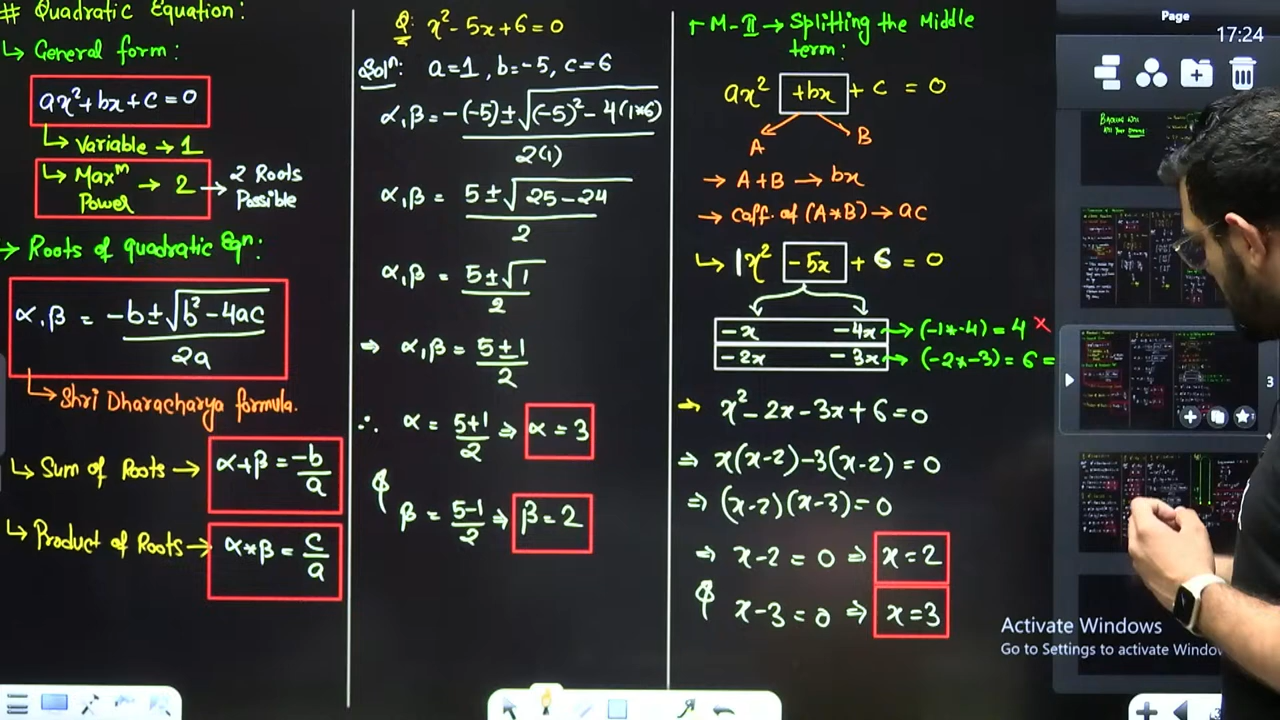 # Quadratic Equation:
↳ General form:
ax²+bx+c=0
↳ Variable → 1
↳ Maxᵐ Power → 2 → 2 Roots Possible
→ Roots of quadratic Eqⁿ:
α,β = (-b±√(b²-4ac))/2a
↳ Shri Dharacharya formula.
↳ Sum of Roots → α+β = -b/a
↳ Product of Roots → α*β = c/a
Q: x²-5x+6=0
Solⁿ: a=1, b=-5, c=6
α,β = (-(-5)±√((-5)²-4(1*6)))/2(1)
α,β = (5±√(25-24))/2
α,β = (5±√1)/2
⇒ α,β = (5±1)/2
∴ α = (5+1)/2 ⇒ α=3
&
β = (5-1)/2 ⇒ β=2
M-II → Splitting the Middle
term:
ax² +bx + c = 0
A B
→ A+B → bx
→ Coff. of (A*B) → ac
↳ 1x² -5x + 6 = 0
-x -4x → (-1*-4) = 4 ×
-2x -3x → (-2*-3) = 6 =
→ x²-2x-3x+6=0
⇒ x(x-2)-3(x-2)=0
⇒ (x-2)(x-3)=0
⇒ x-2=0 ⇒ x=2
&
x-3=0 ⇒ x=3
Page
17:24
3
Activate Windows
Go to Settings to activate Windo